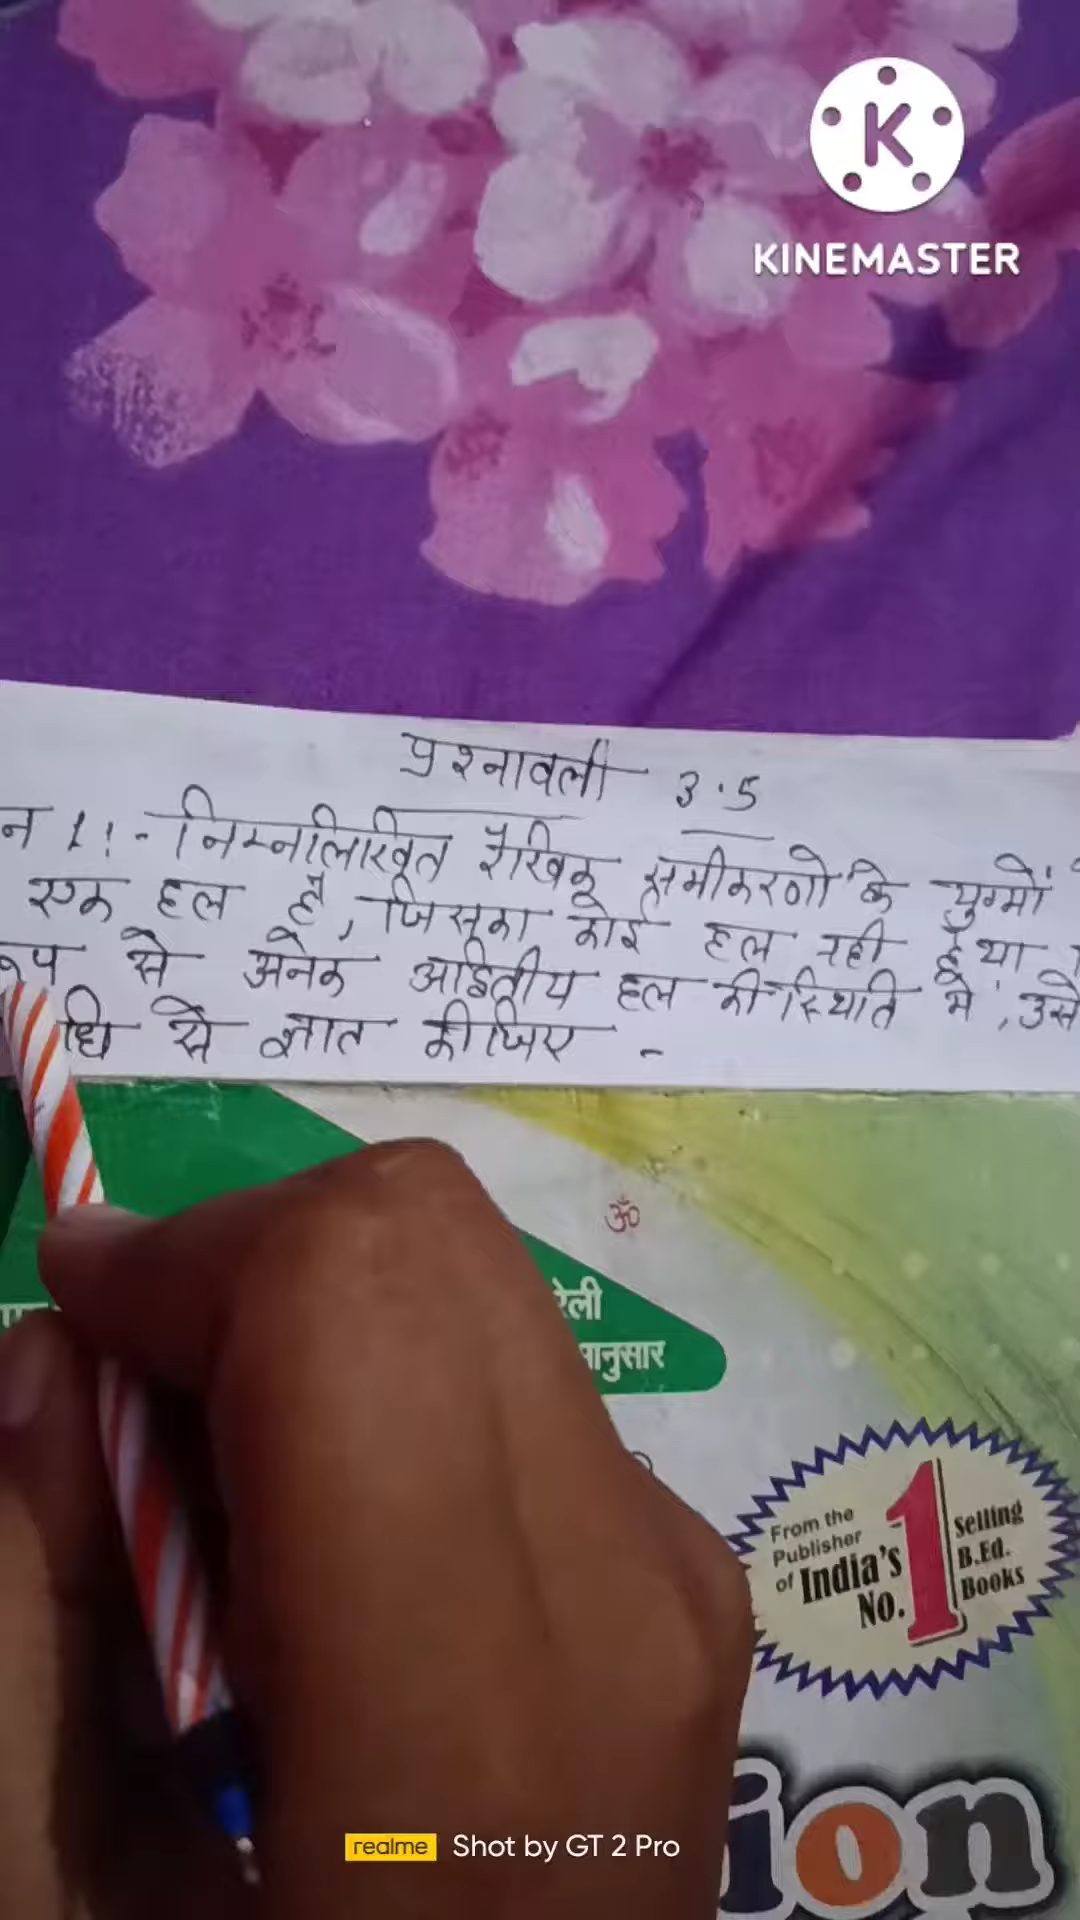 K
KINEMASTER
प्रश्नावली 3.5
न 1:- निम्नलिखित रैखिक समीकरणों के युग्मों
एक हल है, जिसका कोई हल नही है या
रूप से अनेक अद्वितीय हल की स्थिति में, उसे
धि से ज्ञात कीजिए -
ॐ
रेली
मानुसार
From the
Publisher
of India's
No. 1
Selling
B.Ed.
Books
ion
realme Shot by GT 2 Pro